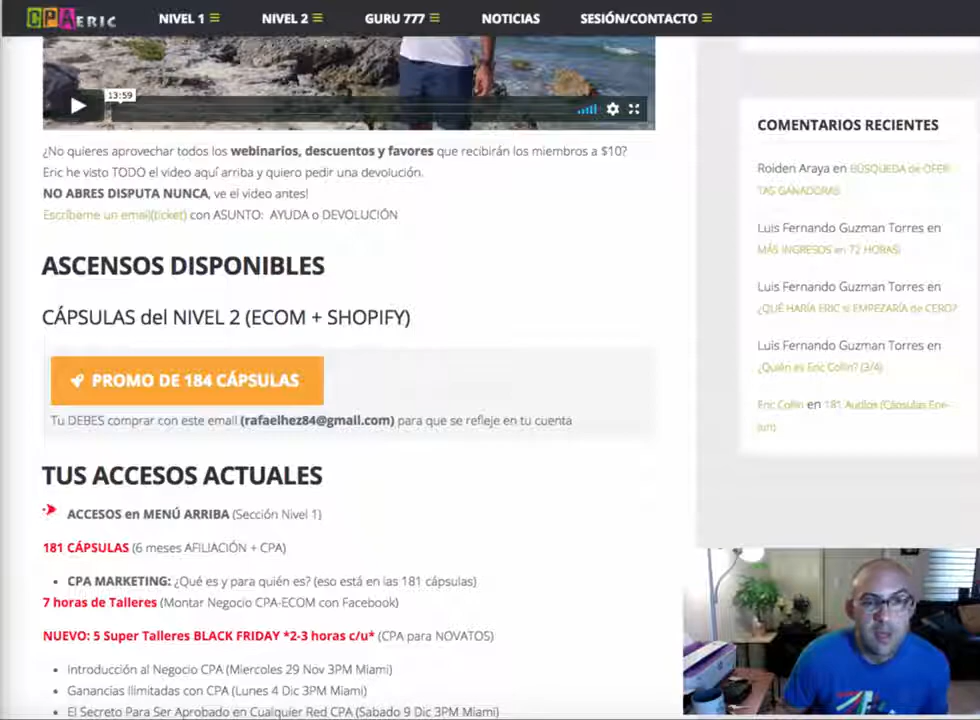 CPAERIC NIVEL 1 NIVEL 2 GURU 777 NOTICIAS SESIÓN/CONTACTO
13:59
¿No quieres aprovechar todos los webinarios, descuentos y favores que recibirán los miembros a $10?
Eric he visto TODO el video aquí arriba y quiero pedir una devolución.
NO ABRES DISPUTA NUNCA, ve el video antes!
Escríbeme un email(ticket) con ASUNTO: AYUDA o DEVOLUCIÓN
ASCENSOS DISPONIBLES
CÁPSULAS del NIVEL 2 (ECOM + SHOPIFY)
PROMO DE 184 CÁPSULAS
Tu DEBES comprar con este email (rafaelhez84@gmail.com) para que se refleje en tu cuenta
TUS ACCESOS ACTUALES
ACCESOS en MENÚ ARRIBA (Sección Nivel 1)
181 CÁPSULAS (6 meses AFILIACIÓN + CPA)
• CPA MARKETING: ¿Qué es y para quién es? (eso está en las 181 cápsulas)
7 horas de Talleres (Montar Negocio CPA-ECOM con Facebook)
NUEVO: 5 Super Talleres BLACK FRIDAY *2-3 horas c/u* (CPA para NOVATOS)
• Introducción al Negocio CPA (Miercoles 29 Nov 3PM Miami)
• Ganancias Ilimitadas con CPA (Lunes 4 Dic 3PM Miami)
• El Secreto Para Ser Aprobado en Cualquier Red CPA (Sabado 9 Dic 3PM Miami)
COMENTARIOS RECIENTES
Roiden Araya en BÚSQUEDA de OFER
TAS GANADORAS
Luis Fernando Guzman Torres en
MÁS INGRESOS en 72 HORAS!
Luis Fernando Guzman Torres en
¿QUÉ HARÍA ERIC si EMPEZARÍA de CERO?
Luis Fernando Guzman Torres en
¿Quién es Eric Collin? (3/4)
Eric Collin en 181 Audios (Cápsulas Ene-
Jun)